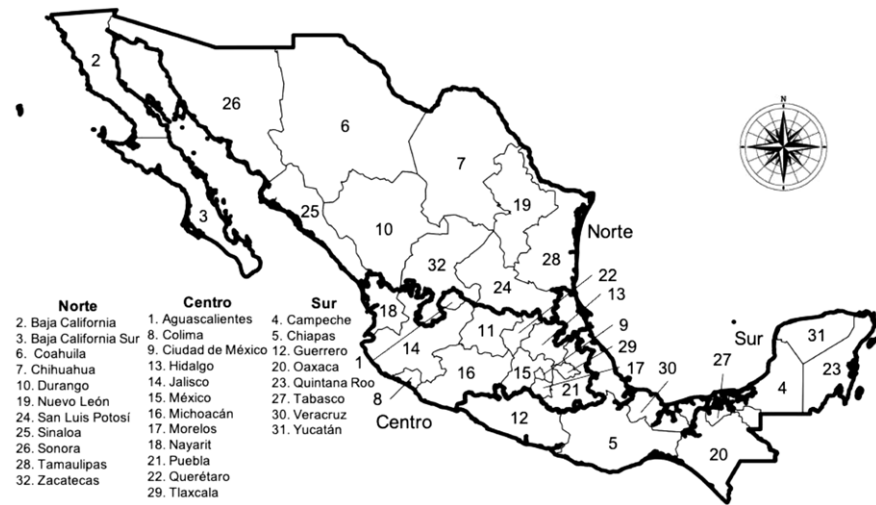 N
2
26
6
7
25
19
10
3
Norte
32
28
24
22
13
18
11
9
14
29
Sur
31
1
15
17
30
27
23
16
21
4
8
Centro
12
5
20
Norte
2. Baja California
3. Baja California Sur
6. Coahuila
7. Chihuahua
10. Durango
19. Nuevo León
24. San Luis Potosí
25. Sinaloa
26. Sonora
28. Tamaulipas
32. Zacatecas
Centro
1. Aguascalientes
8. Colima
9. Ciudad de México
13. Hidalgo
14. Jalisco
15. México
16. Michoacán
17. Morelos
18. Nayarit
21. Puebla
22. Querétaro
29. Tlaxcala
Sur
4. Campeche
5. Chiapas
12. Guerrero
20. Oaxaca
23. Quintana Roo
27. Tabasco
30. Veracruz
31. Yucatán